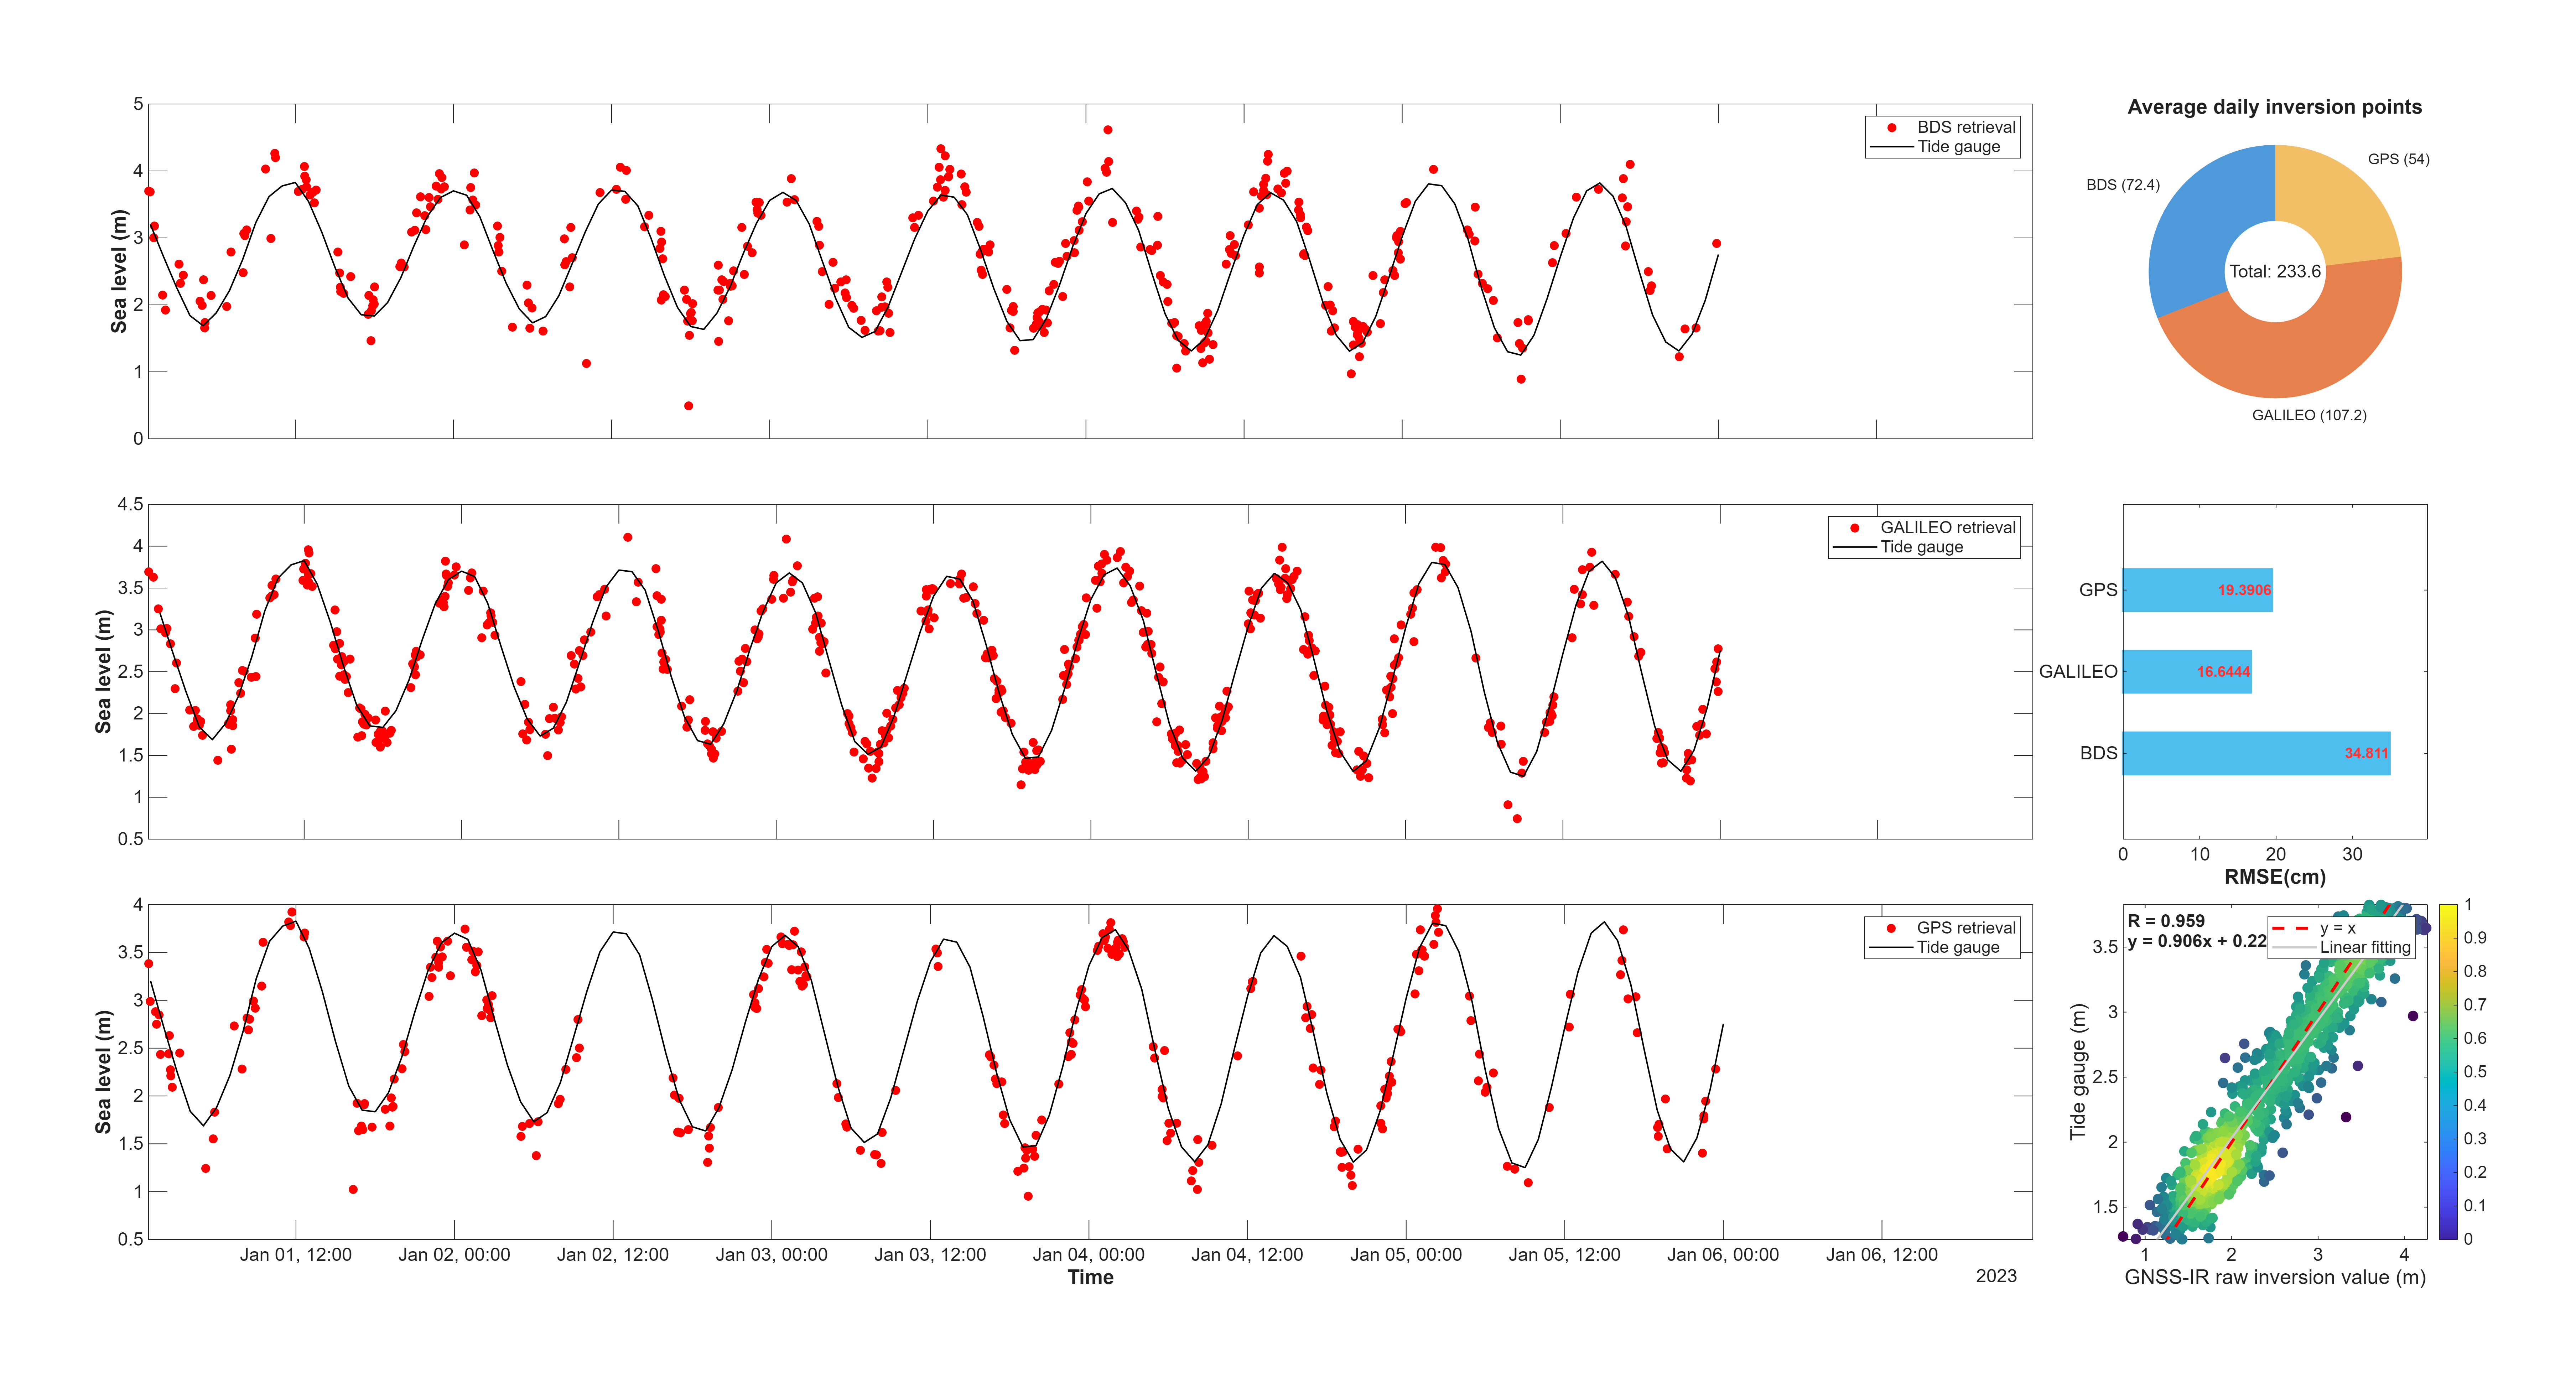 5
4
3
2
1
0
Sea level (m)
BDS retrieval
Tide gauge
Average daily inversion points
GPS (54)
BDS (72.4)
Total: 233.6
GALILEO (107.2)
4.5
4
3.5
3
2.5
2
1.5
1
0.5
Sea level (m)
GALILEO retrieval
Tide gauge
GPS
19.3906
GALILEO
16.6444
BDS
34.811
0 10 20 30
RMSE(cm)
4
3.5
3
2.5
2
1.5
1
0.5
Sea level (m)
GPS retrieval
Tide gauge
Jan 01, 12:00 Jan 02, 00:00 Jan 02, 12:00 Jan 03, 00:00 Jan 03, 12:00 Jan 04, 00:00 Jan 04, 12:00 Jan 05, 00:00 Jan 05, 12:00 Jan 06, 00:00 Jan 06, 12:00
Time
2023
R = 0.959
y = 0.906x + 0.22
y = x
Linear fitting
3.5
3
2.5
2
1.5
Tide gauge (m)
1 2 3 4
GNSS-IR raw inversion value (m)
1
0.9
0.8
0.7
0.6
0.5
0.4
0.3
0.2
0.1
0